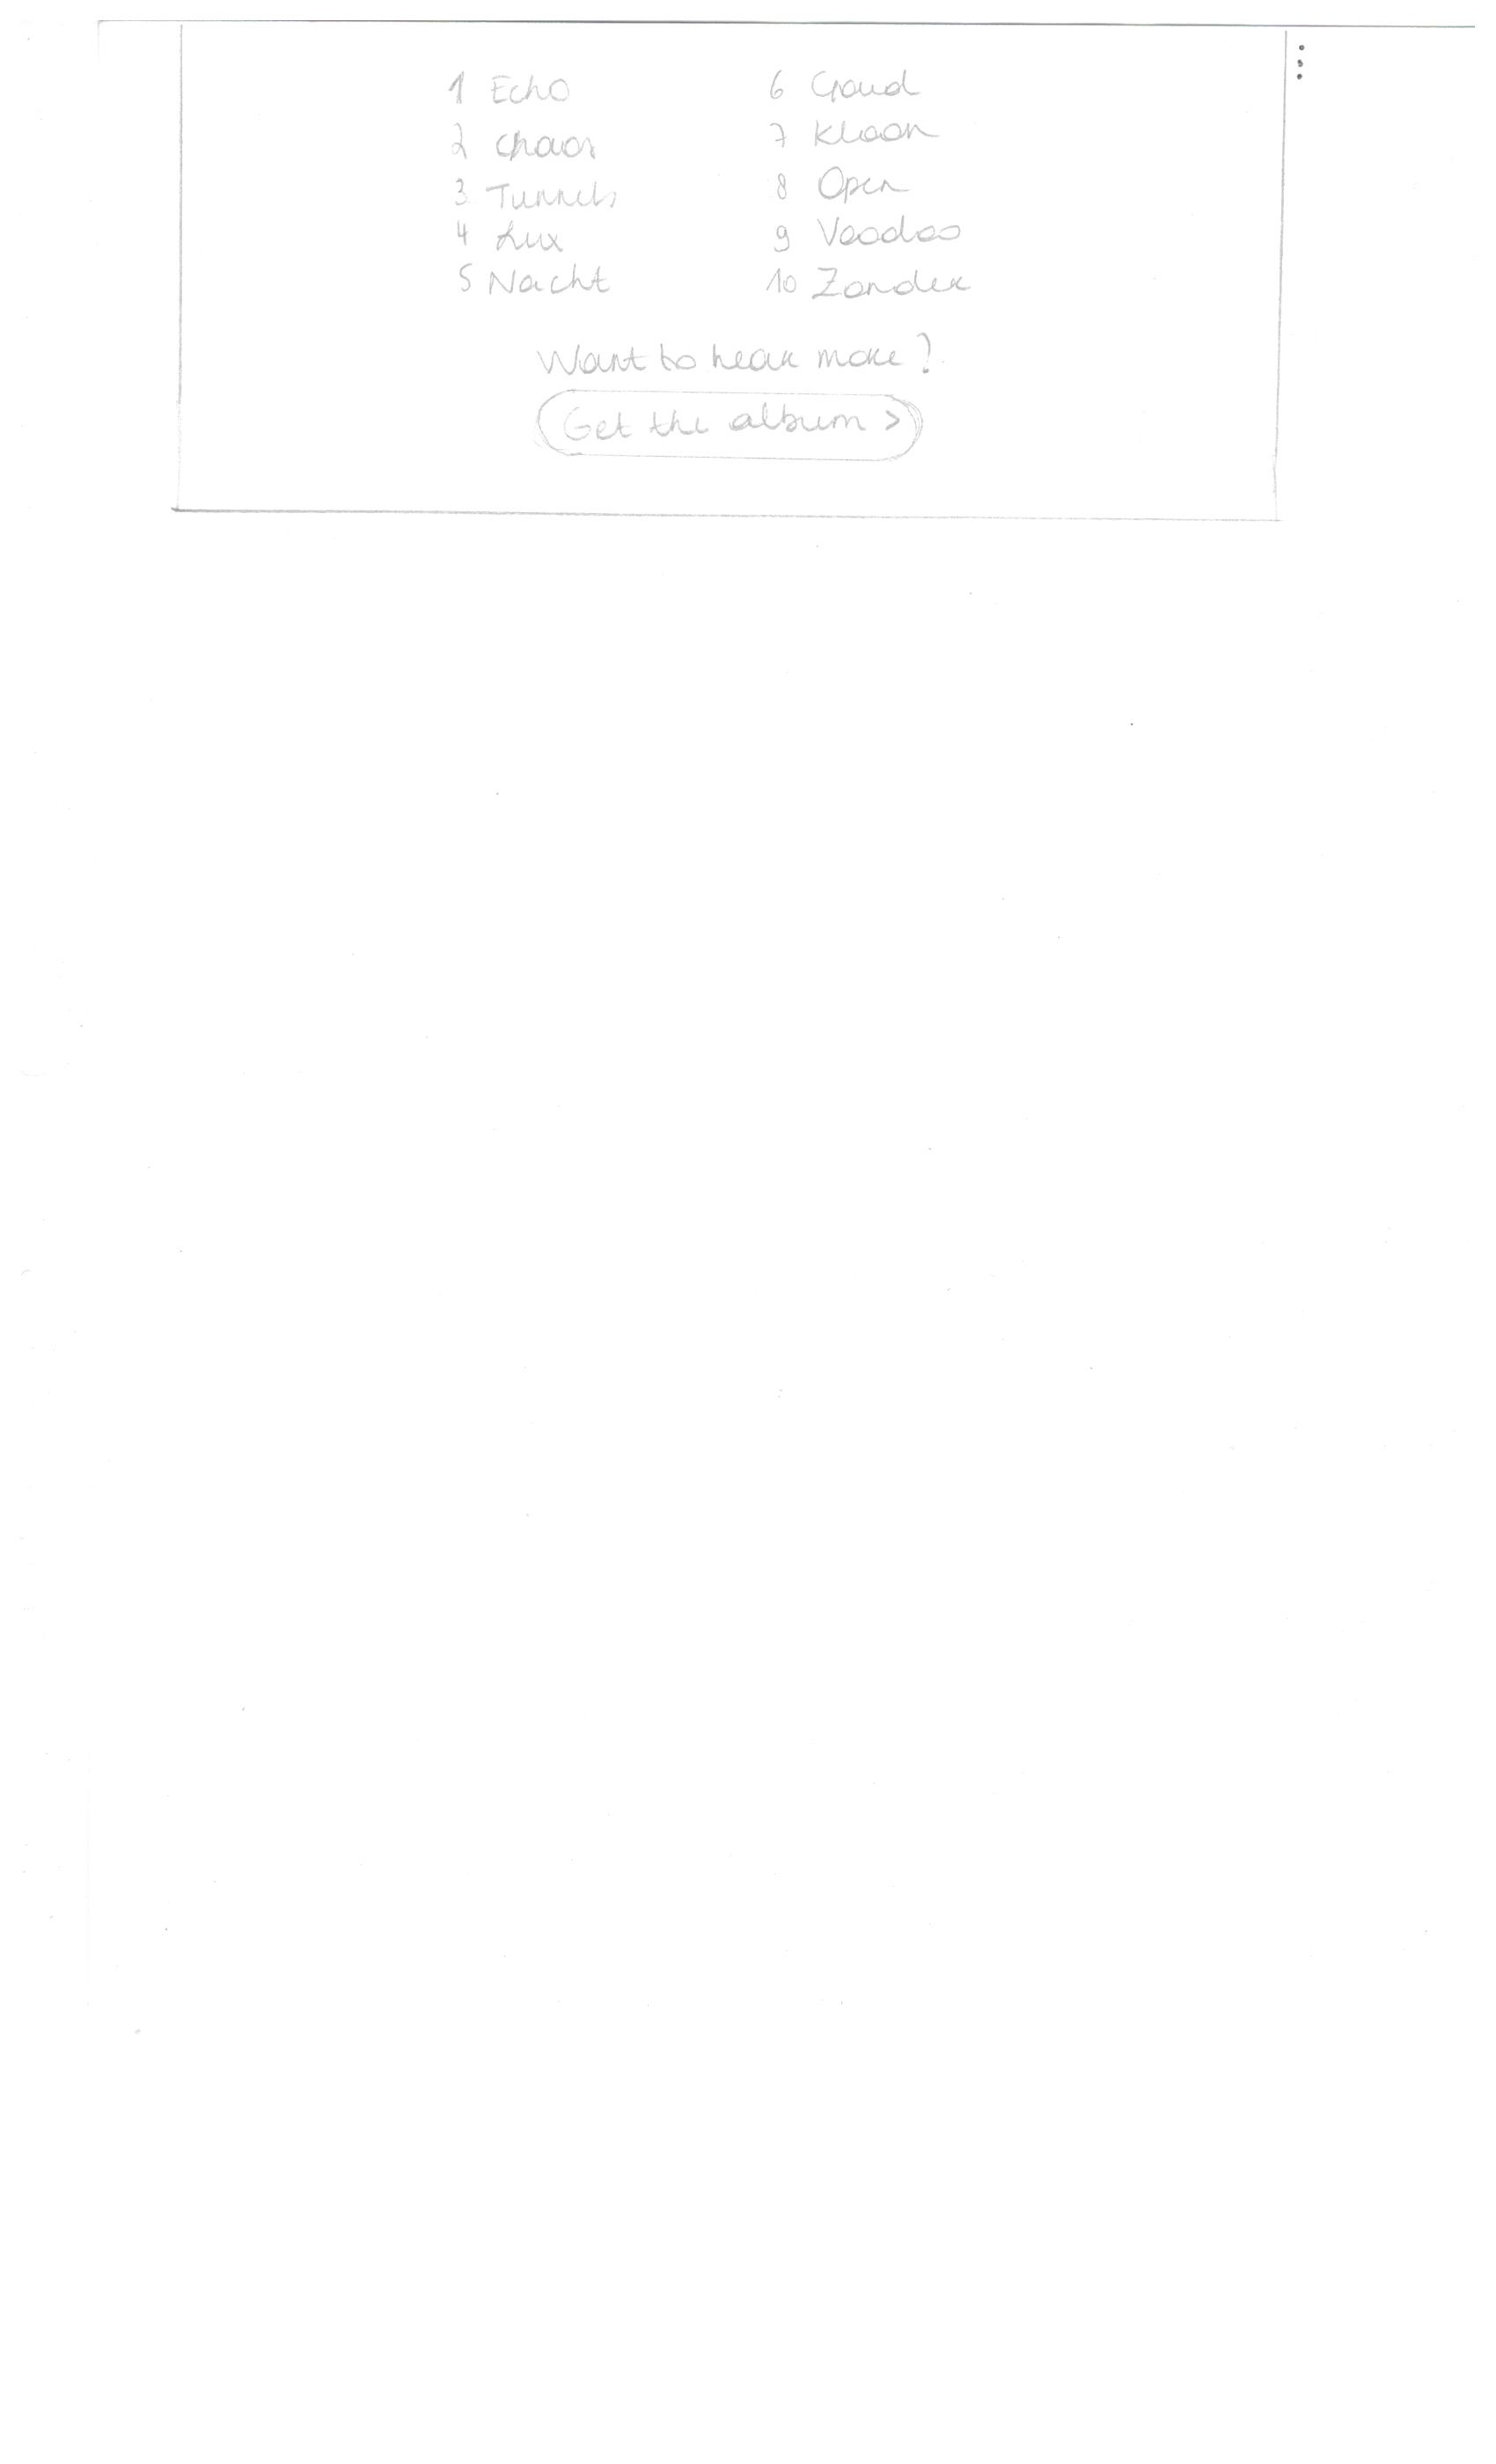 1 Echo
2 Chaos
3 Tunnels
4 Lux
5 Nacht
6 Goud
7 Kloon
8 Open
9 Voodoo
10 Zonder
Want to hear more?
Get the album >